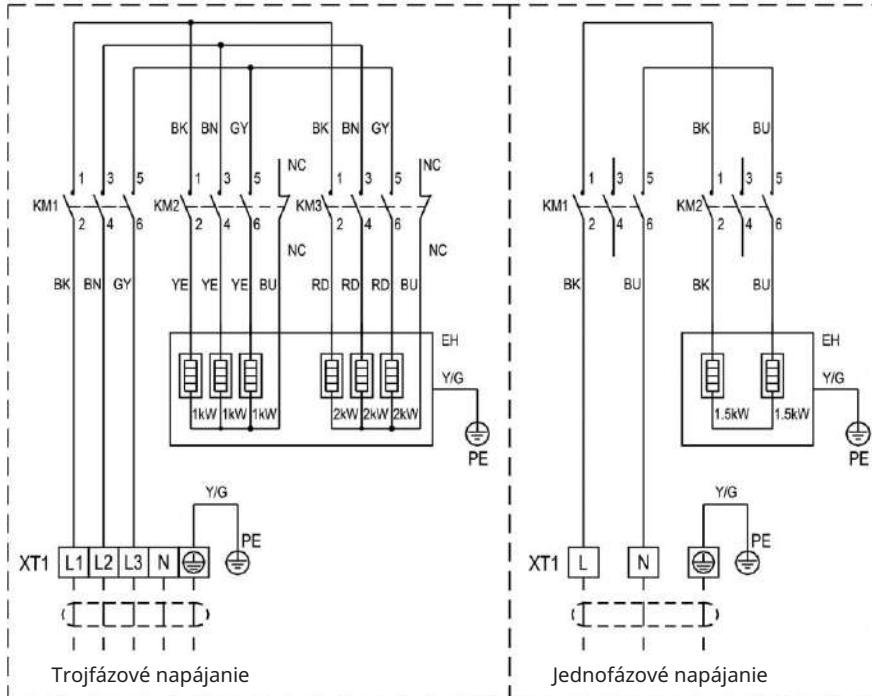 BK BN GY BK BN GY
NC NC
1 3 5 1 3 5 1 3 5
KM1 KM2 KM3
2 4 6 2 4 6 2 4 6
NC NC
BK BN GY YE YE YE BU RD RD RD BU
EH
Y/G
1kW 1kW 1kW 2kW 2kW 2kW
PE
Y/G
PE
XT1 L1 L2 L3 N
Trojfázové napájanie
BK BU
1 3 5 1 3 5
KM1 KM2
2 4 6 2 4 6
BK BU BK BU
EH
Y/G
1.5kW 1.5kW
PE
Y/G
PE
XT1 L N
Jednofázové napájanie